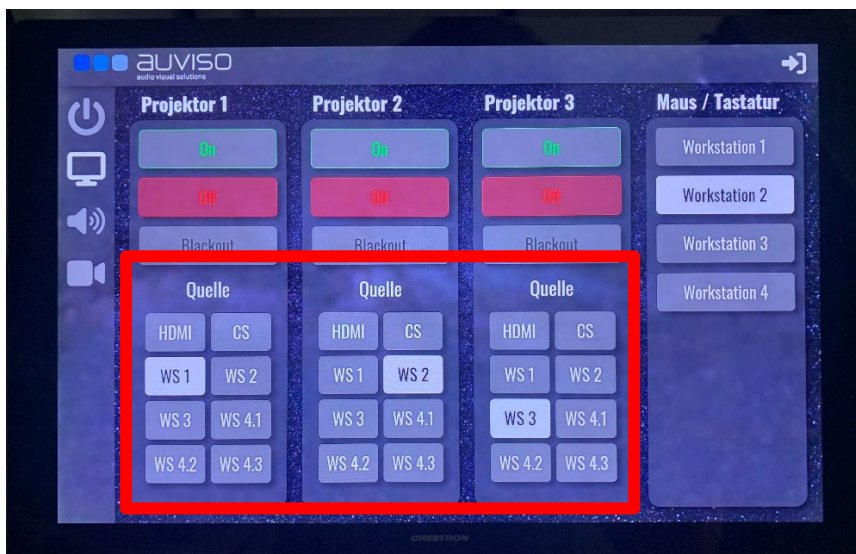 auviso
audio visual solutions
Projektor 1
On
Off
Blackout
Quelle
HDMI CS
WS 1 WS 2
WS 3 WS 4.1
WS 4.2 WS 4.3
Projektor 2
On
Off
Blackout
Quelle
HDMI CS
WS 1 WS 2
WS 3 WS 4.1
WS 4.2 WS 4.3
Projektor 3
On
Off
Blackout
Quelle
HDMI CS
WS 1 WS 2
WS 3 WS 4.1
WS 4.2 WS 4.3
Maus / Tastatur
Workstation 1
Workstation 2
Workstation 3
Workstation 4
CRESTRON